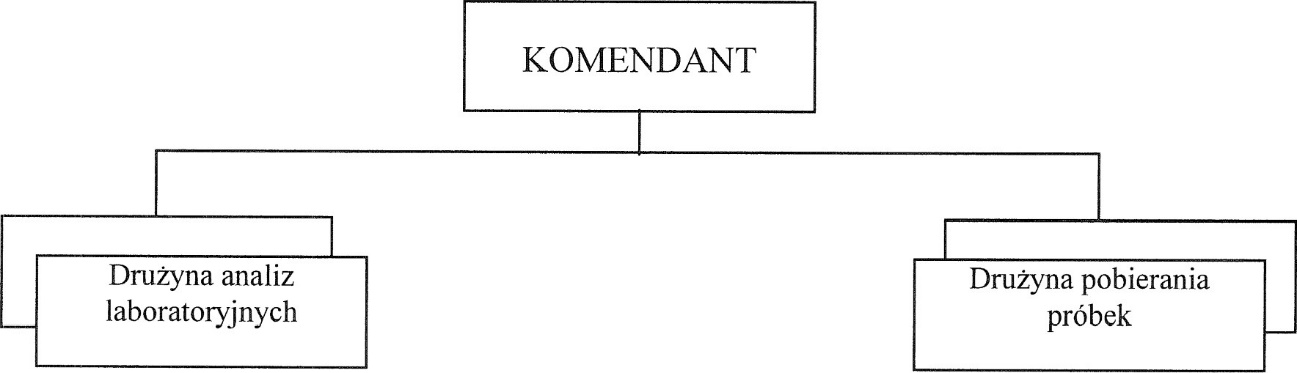 KOMENDANT
Drużyna analiz
laboratoryjnych
Drużyna pobierania
próbek